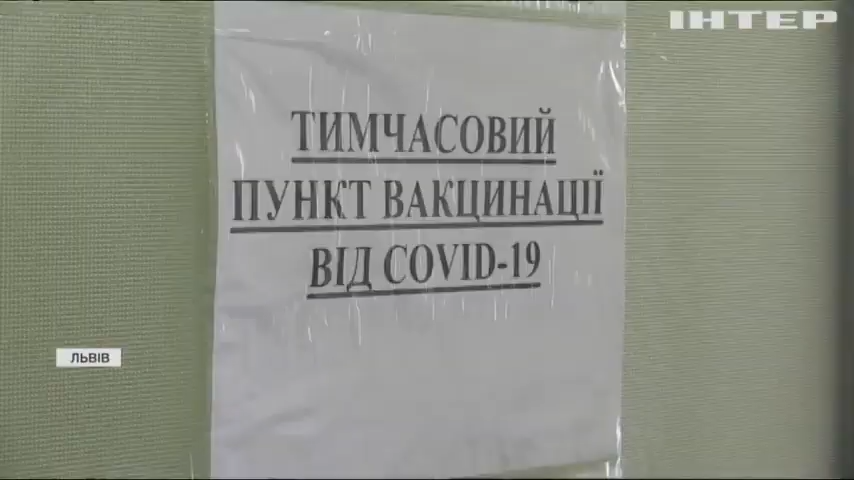 ІНТЕР
ТИМЧАСОВИЙ
ПУНКТ ВАКЦИНАЦІЇ
ВІД COVID-19
ЛЬВІВ